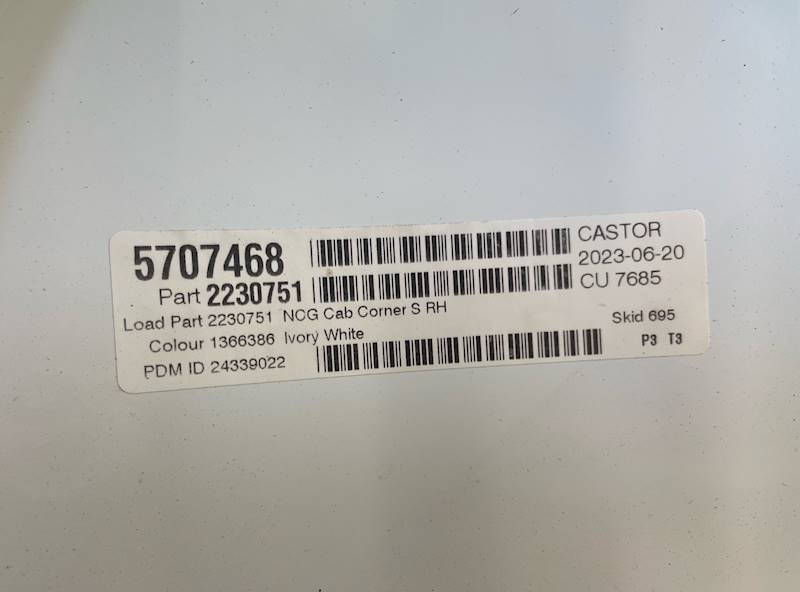 5707468 CASTOR
2023-06-20
Part 2230751 CU 7685
Load Part 2230751 NCG Cab Corner S RH
Skid 695
Colour 1366386 Ivory White
P3 T3
PDM ID 24339022